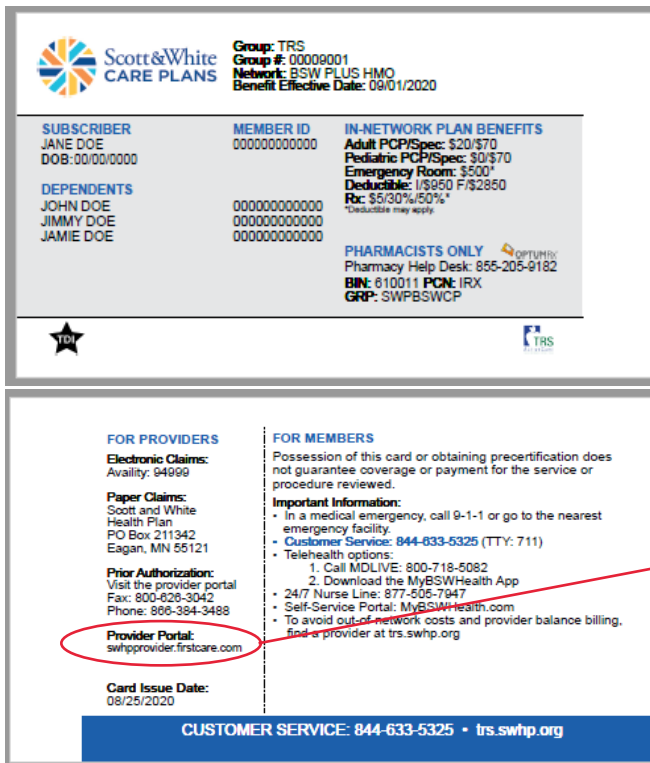 Scott&White
CARE PLANS
Group: TRS
Group #: 00009001
Network: BSW PLUS HMO
Benefit Effective Date: 09/01/2020
SUBSCRIBER
JANE DOE
DOB:00/00/0000
DEPENDENTS
JOHN DOE
JIMMY DOE
JAMIE DOE
MEMBER ID
000000000000
000000000000
000000000000
000000000000
IN-NETWORK PLAN BENEFITS
Adult PCP/Spec: $20/$70
Pediatric PCP/Spec: $0/$70
Emergency Room: $500*
Deductible: I/$950 F/$2850
Rx: $5/30%/50%*
*Deductible may apply.
PHARMACISTS ONLY OPTUMRx
Pharmacy Help Desk: 855-205-9182
BIN: 610011 PCN: IRX
GRP: SWPBSWCP
TDI
TRS
FOR PROVIDERS
Electronic Claims:
Availity: 94999
Paper Claims:
Scott and White
Health Plan
PO Box 211342
Eagan, MN 55121
Prior Authorization:
Visit the provider portal
Fax: 800-626-3042
Phone: 866-384-3488
Provider Portal:
swhpprovider.firstcare.com
Card Issue Date:
08/25/2020
FOR MEMBERS
Possession of this card or obtaining precertification does
not guarantee coverage or payment for the service or
procedure reviewed.
Important Information:
• In a medical emergency, call 9-1-1 or go to the nearest
emergency facility.
• Customer Service: 844-633-5325 (TTY: 711)
• Telehealth options:
1. Call MDLIVE: 800-718-5082
2. Download the MyBSWHealth App
• 24/7 Nurse Line: 877-505-7947
• Self-Service Portal: MyBSWHealth.com
• To avoid out-of-network costs and provider balance billing,
find a provider at trs.swhp.org
CUSTOMER SERVICE: 844-633-5325 • trs.swhp.org